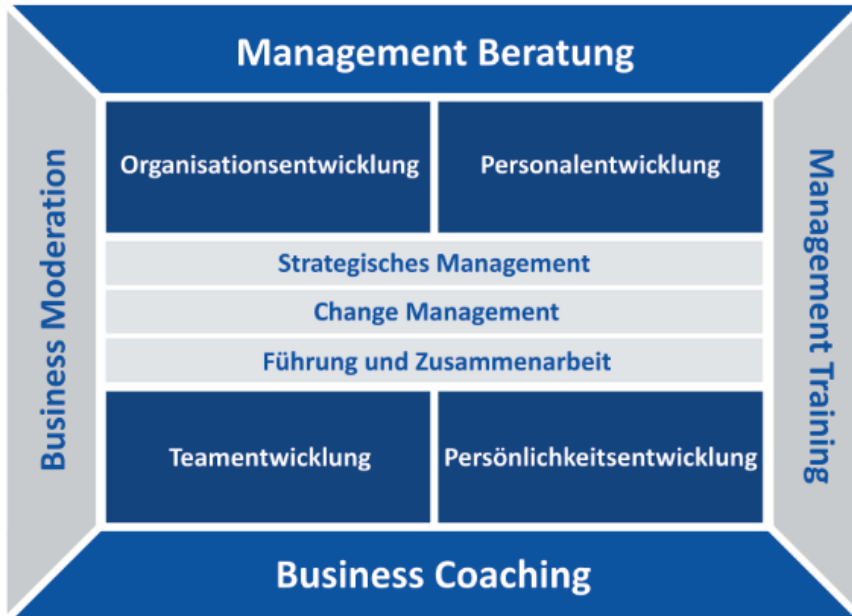 Management Beratung
Business Moderation
Organisationsentwicklung
Personalentwicklung
Strategisches Management
Change Management
Führung und Zusammenarbeit
Teamentwicklung
Persönlichkeitsentwicklung
Management Training
Business Coaching